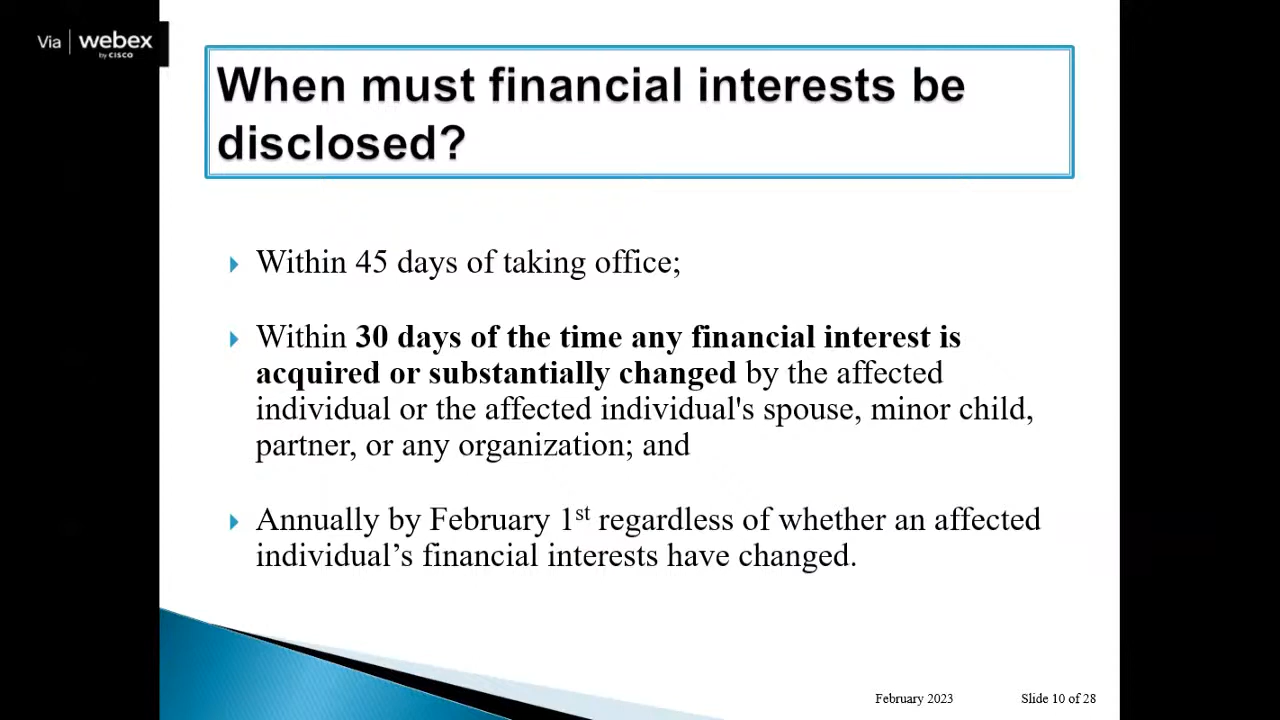 Via webex
by CISCO
When must financial interests be
disclosed?
Within 45 days of taking office;
Within 30 days of the time any financial interest is
acquired or substantially changed by the affected
individual or the affected individual's spouse, minor child,
partner, or any organization; and
Annually by February 1st regardless of whether an affected
individual’s financial interests have changed.
February 2023 Slide 10 of 28